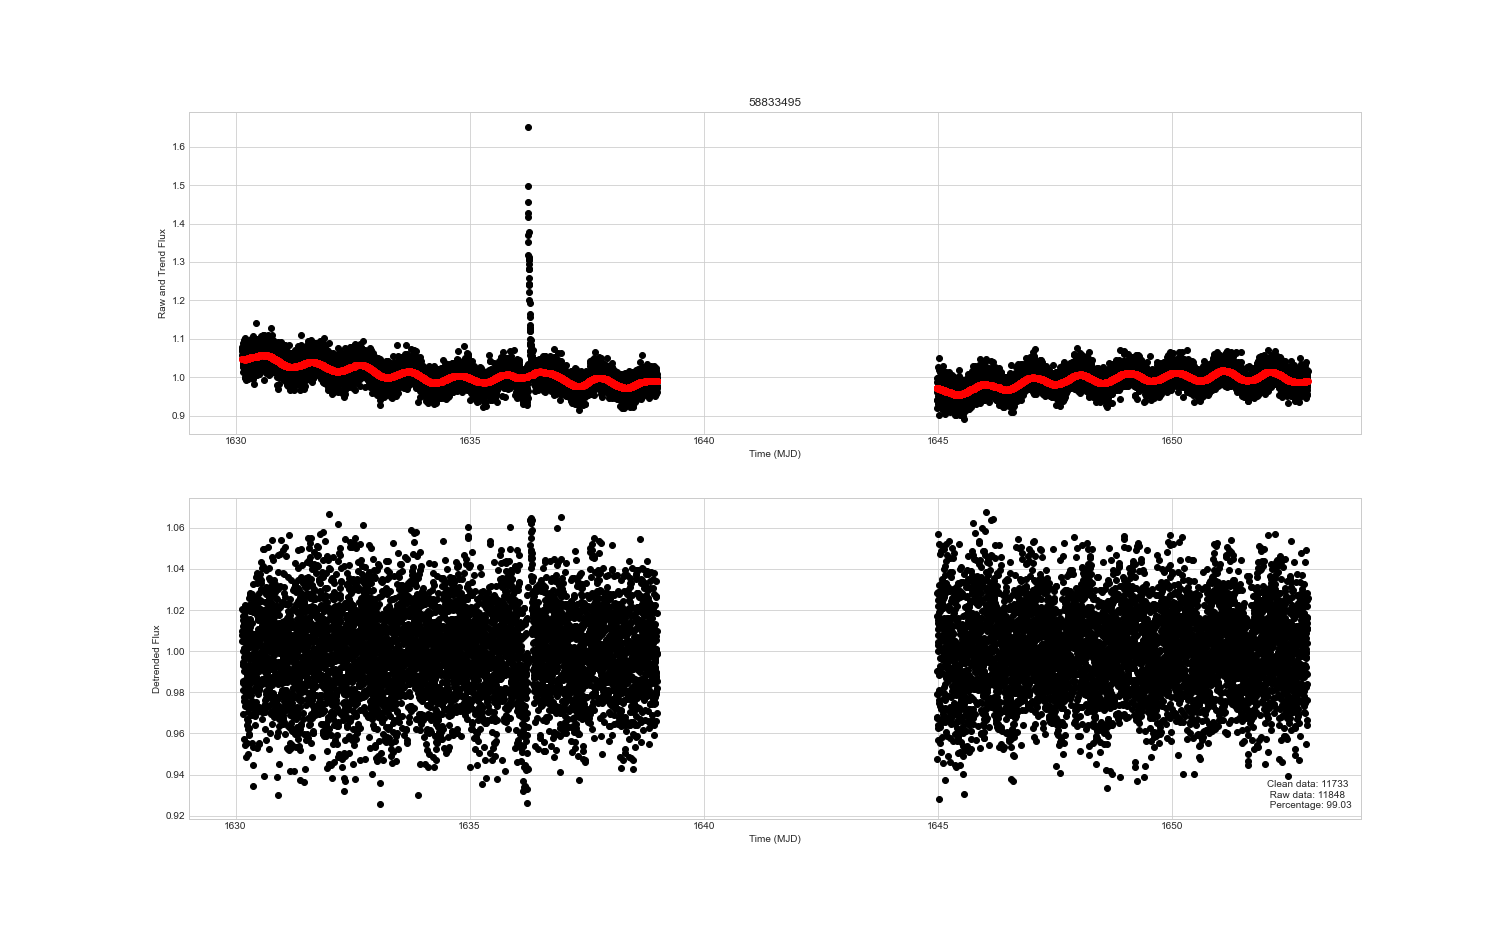 58833495
1.6
1.5
1.4
1.3
1.2
1.1
1.0
0.9
Raw and Trend Flux
1630 1635 1640 1645 1650
Time (MJD)
1.06
1.04
1.02
1.00
0.98
0.96
0.94
0.92
Detrended Flux
Clean data: 11733
Raw data: 11848
Percentage: 99.03
1630 1635 1640 1645 1650
Time (MJD)